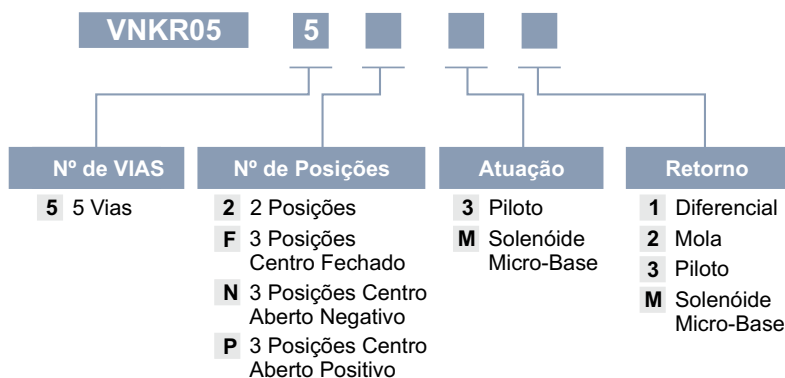 VNKR05 5
Nº de VIAS
5 5 Vias
Nº de Posições
2 2 Posições
F 3 Posições
Centro Fechado
N 3 Posições Centro
Aberto Negativo
P 3 Posições Centro
Aberto Positivo
Atuação
3 Piloto
M Solenóide
Micro-Base
Retorno
1 Diferencial
2 Mola
3 Piloto
M Solenóide
Micro-Base